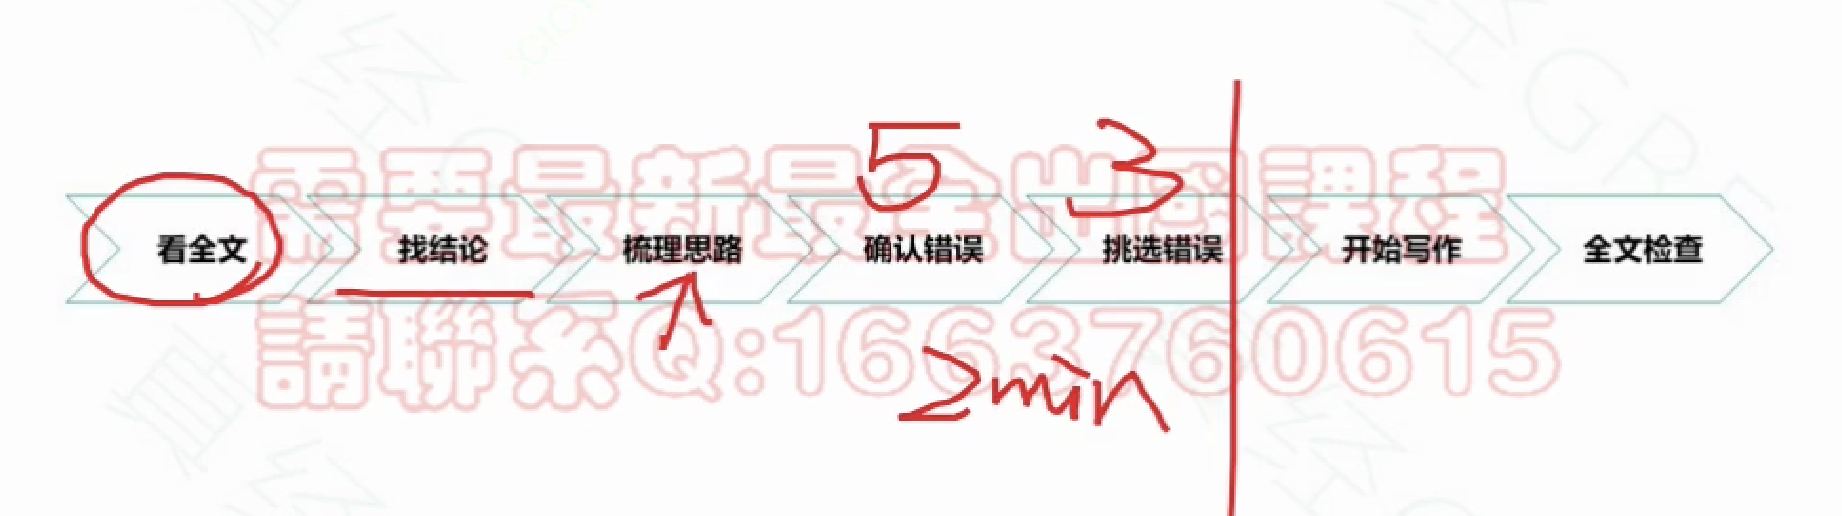 5 3
需要最新最全出國課程
看全文 找结论 梳理思路 确认错误 挑选错误 开始写作 全文检查
請聯系Q:1663760615
2min